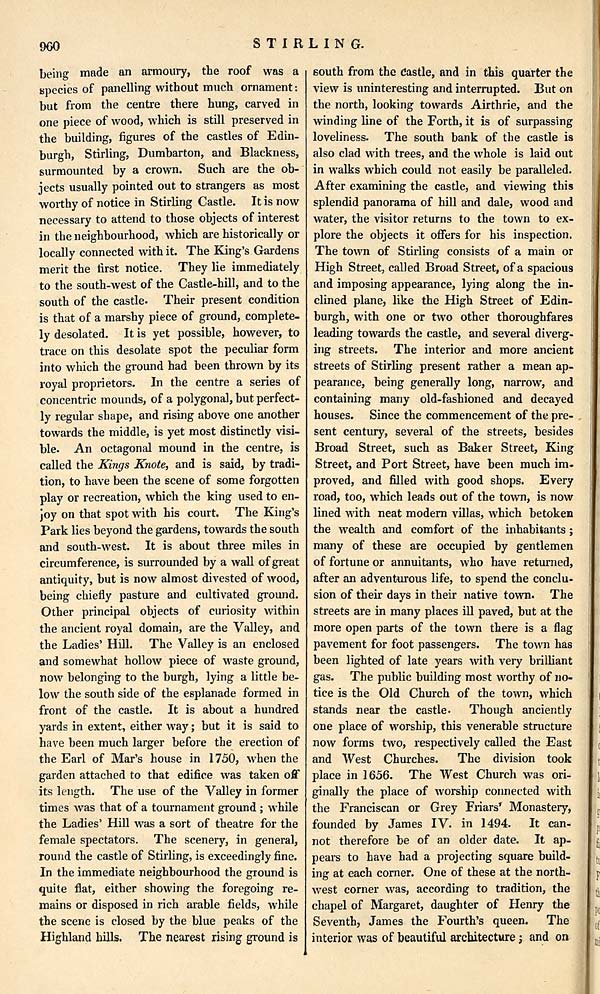 960
STIRLING.
being made an armoury, the roof was a
species of panelling without much ornament:
but from the centre there hung, carved in
one piece of wood, which is still preserved in
the building, figures of the castles of Edin-
burgh, Stirling, Dumbarton, and Blackness,
surmounted by a crown. Such are the ob-
jects usually pointed out to strangers as most
worthy of notice in Stirling Castle. It is now
necessary to attend to those objects of interest
in the neighbourhood, which are historically or
locally connected with it. The King's Gardens
merit the first notice. They lie immediately
to the south-west of the Castle-hill, and to the
south of the castle. Their present condition
is that of a marshy piece of ground, complete-
ly desolated. It is yet possible, however, to
trace on this desolate spot the peculiar form
into which the ground had been thrown by its
royal proprietors. In the centre a series of
concentric mounds, of a polygonal, but perfect-
ly regular shape, and rising above one another
towards the middle, is yet most distinctly visi-
ble. An octagonal mound in the centre, is
called the Kings Knote, and is said, by tradi-
tion, to have been the scene of some forgotten
play or recreation, which the king used to en-
joy on that spot with his court. The King's
Park lies beyond the gardens, towards the south
and south-west. It is about three miles in
circumference, is surrounded by a wall of great
antiquity, but is now almost divested of wood,
being chiefly pasture and cultivated ground.
Other principal objects of curiosity within
the ancient royal domain, are the Valley, and
the Ladies' Hill. The Valley is an enclosed
and somewhat hollow piece of waste ground,
now belonging to the burgh, lying a little be-
low the south side of the esplanade formed in
front of the castle. It is about a hundred
yards in extent, either way; but it is said to
have been much larger before the erection of
the Earl of Mar's house in 1750, when the
garden attached to that edifice was taken off
its length. The use of the Valley in former
times was that of a tournament ground; while
the Ladies' Hill was a sort of theatre for the
female spectators. The scenery, in general,
round the castle of Stirling, is exceedingly fine.
In the immediate neighbourhood the ground is
quite flat, either showing the foregoing re-
mains or disposed in rich arable fields, while
the scene is closed by the blue peaks of the
Highland hills. The nearest rising ground is
south from the castle, and in this quarter the
view is uninteresting and interrupted. But on
the north, looking towards Airthrie, and the
winding line of the Forth, it is of surpassing
loveliness. The south bank of the castle is
also clad with trees, and the whole is laid out
in walks which could not easily be paralleled.
After examining the castle, and viewing this
splendid panorama of hill and dale, wood and
water, the visitor returns to the town to ex-
plore the objects it offers for his inspection.
The town of Stirling consists of a main or
High Street, called Broad Street, of a spacious
and imposing appearance, lying along the in-
clined plane, like the High Street of Edin-
burgh, with one or two other thoroughfares
leading towards the castle, and several diverg-
ing streets. The interior and more ancient
streets of Stirling present rather a mean ap-
pearance, being generally long, narrow, and
containing many old-fashioned and decayed
houses. Since the commencement of the pre-
sent century, several of the streets, besides
Broad Street, such as Baker Street, King
Street, and Port Street, have been much im-
proved, and filled with good shops. Every
road, too, which leads out of the town, is now
lined with neat modern villas, which betoken
the wealth and comfort of the inhabitants;
many of these are occupied by gentlemen
of fortune or annuitants, who have returned,
after an adventurous life, to spend the conclu-
sion of their days in their native town. The
streets are in many places ill paved, but at the
more open parts of the town there is a flag
pavement for foot passengers. The town has
been lighted of late years with very brilliant
gas. The public building most worthy of no-
tice is the Old Church of the town, which
stands near the castle. Though anciently
one place of worship, this venerable structure
now forms two, respectively called the East
and West Churches. The division took
place in 1656. The West Church was ori-
ginally the place of worship connected with
the Franciscan or Grey Friars' Monastery,
founded by James IV. in 1494. It can-
not therefore be of an older date. It ap-
pears to have had a projecting square build-
ing at each corner. One of these at the north-
west corner was, according to tradition, the
chapel of Margaret, daughter of Henry the
Seventh, James the Fourth's queen. The
interior was of beautiful architecture; and on